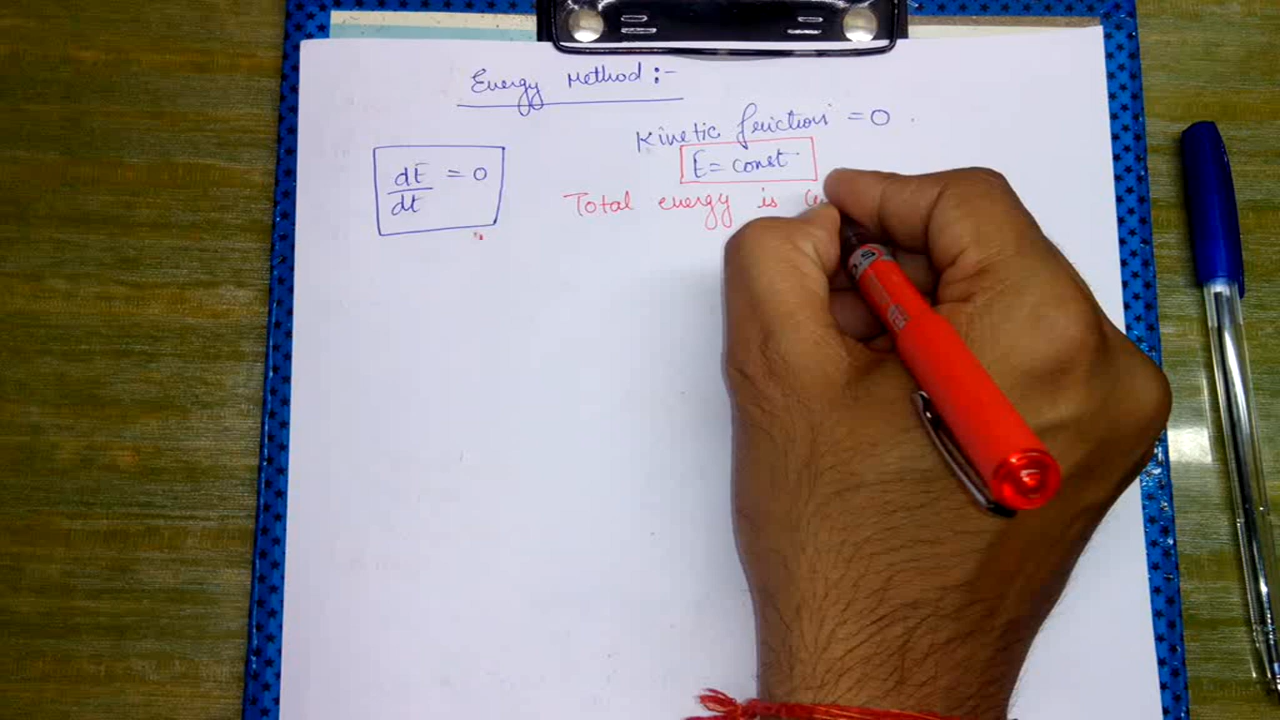 Energy Method :-
Kinetic friction = 0 .
E = const
dE/dt = 0
Total energy is